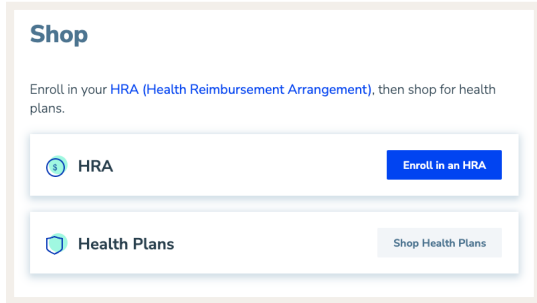 Shop
Enroll in your HRA (Health Reimbursement Arrangement), then shop for health
plans.
$
HRA
Enroll in an HRA
Health Plans
Shop Health Plans